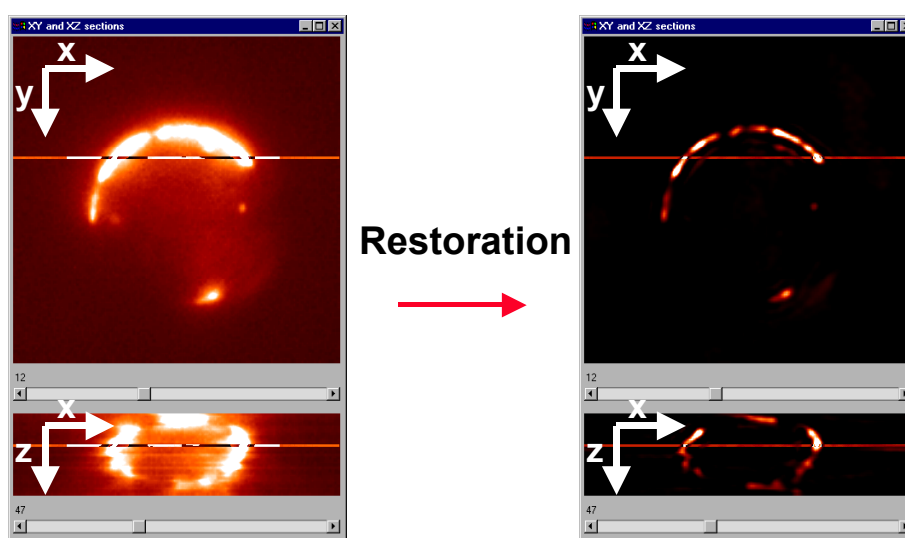 XY and XZ sections
x
y
12
x
z
47
Restoration
XY and XZ sections
x
y
12
x
z
47